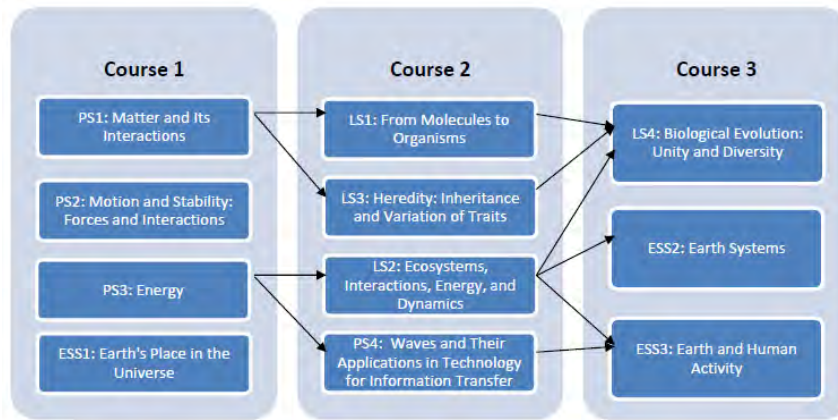 Course 1
PS1: Matter and Its
Interactions
PS2: Motion and Stability:
Forces and Interactions
PS3: Energy
ESS1: Earth's Place in the
Universe
Course 2
LS1: From Molecules to
Organisms
LS3: Heredity: Inheritance
and Variation of Traits
LS2: Ecosystems,
Interactions, Energy, and
Dynamics
PS4: Waves and Their
Applications in Technology
for Information Transfer
Course 3
LS4: Biological Evolution:
Unity and Diversity
ESS2: Earth Systems
ESS3: Earth and Human
Activity